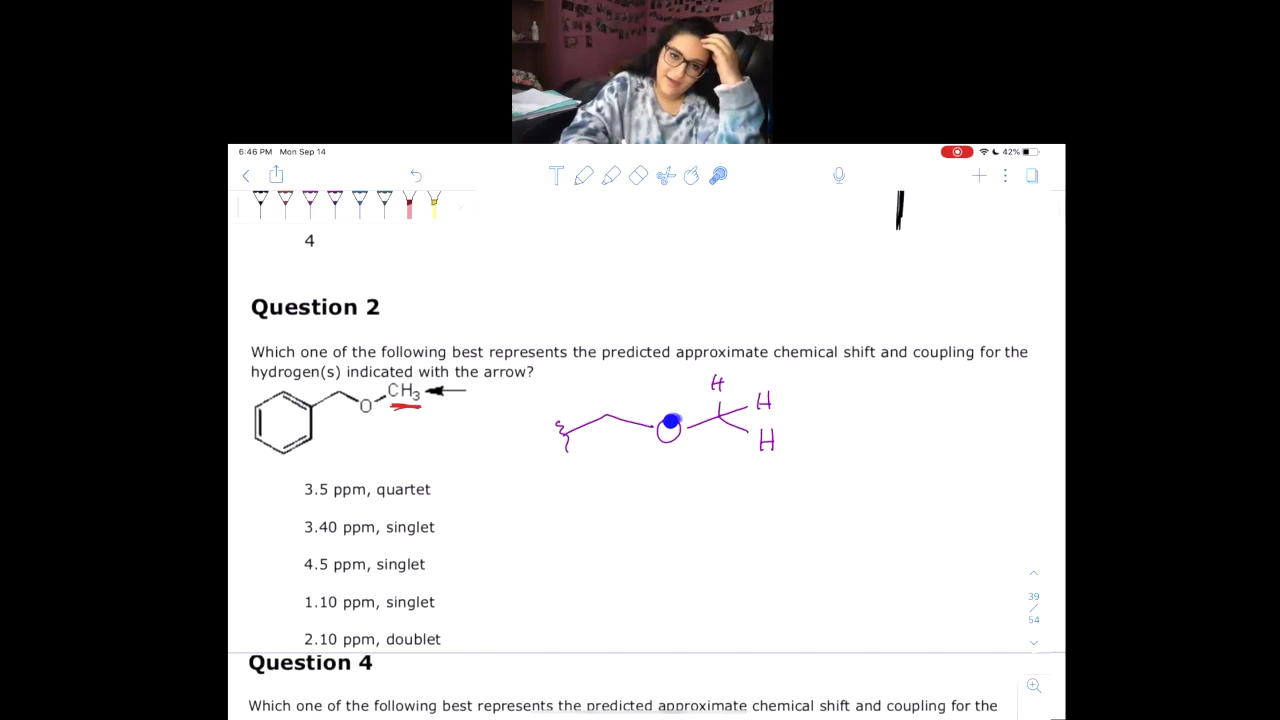 6:46 PM Mon Sep 14
42%
T
4
Question 2
Which one of the following best represents the predicted approximate chemical shift and coupling for the
hydrogen(s) indicated with the arrow?
O CH3
H
H
O
H
3.5 ppm, quartet
3.40 ppm, singlet
4.5 ppm, singlet
1.10 ppm, singlet
2.10 ppm, doublet
39
/
54
Question 4
Which one of the following best represents the predicted approximate chemical shift and coupling for the